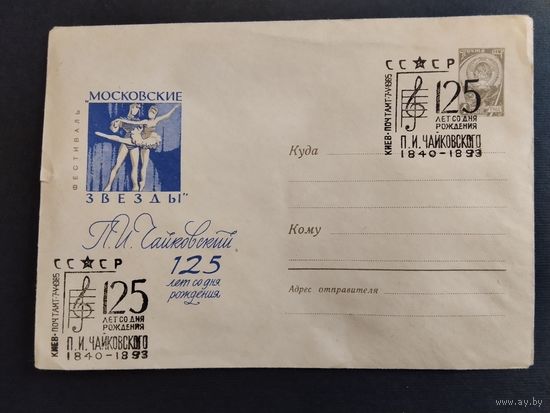 ФЕСТИВАЛЬ
„МОСКОВСКИЕ
ЗВЕЗДЫ"
П.И. Чайковский
125
лет со дня
рождения
СССР
КИЕВ-ПОЧТАМТ-7-V-1965
125
ЛЕТ СО ДНЯ
РОЖДЕНИЯ
П.И. ЧАЙКОВСКОГО
1840-1893
СССР
КИЕВ-ПОЧТАМТ-7-V-1965
125
ЛЕТ СО ДНЯ
РОЖДЕНИЯ
П.И. ЧАЙКОВСКОГО
1840-1893
Куда
Кому
Адрес отправителя
www.ay.by